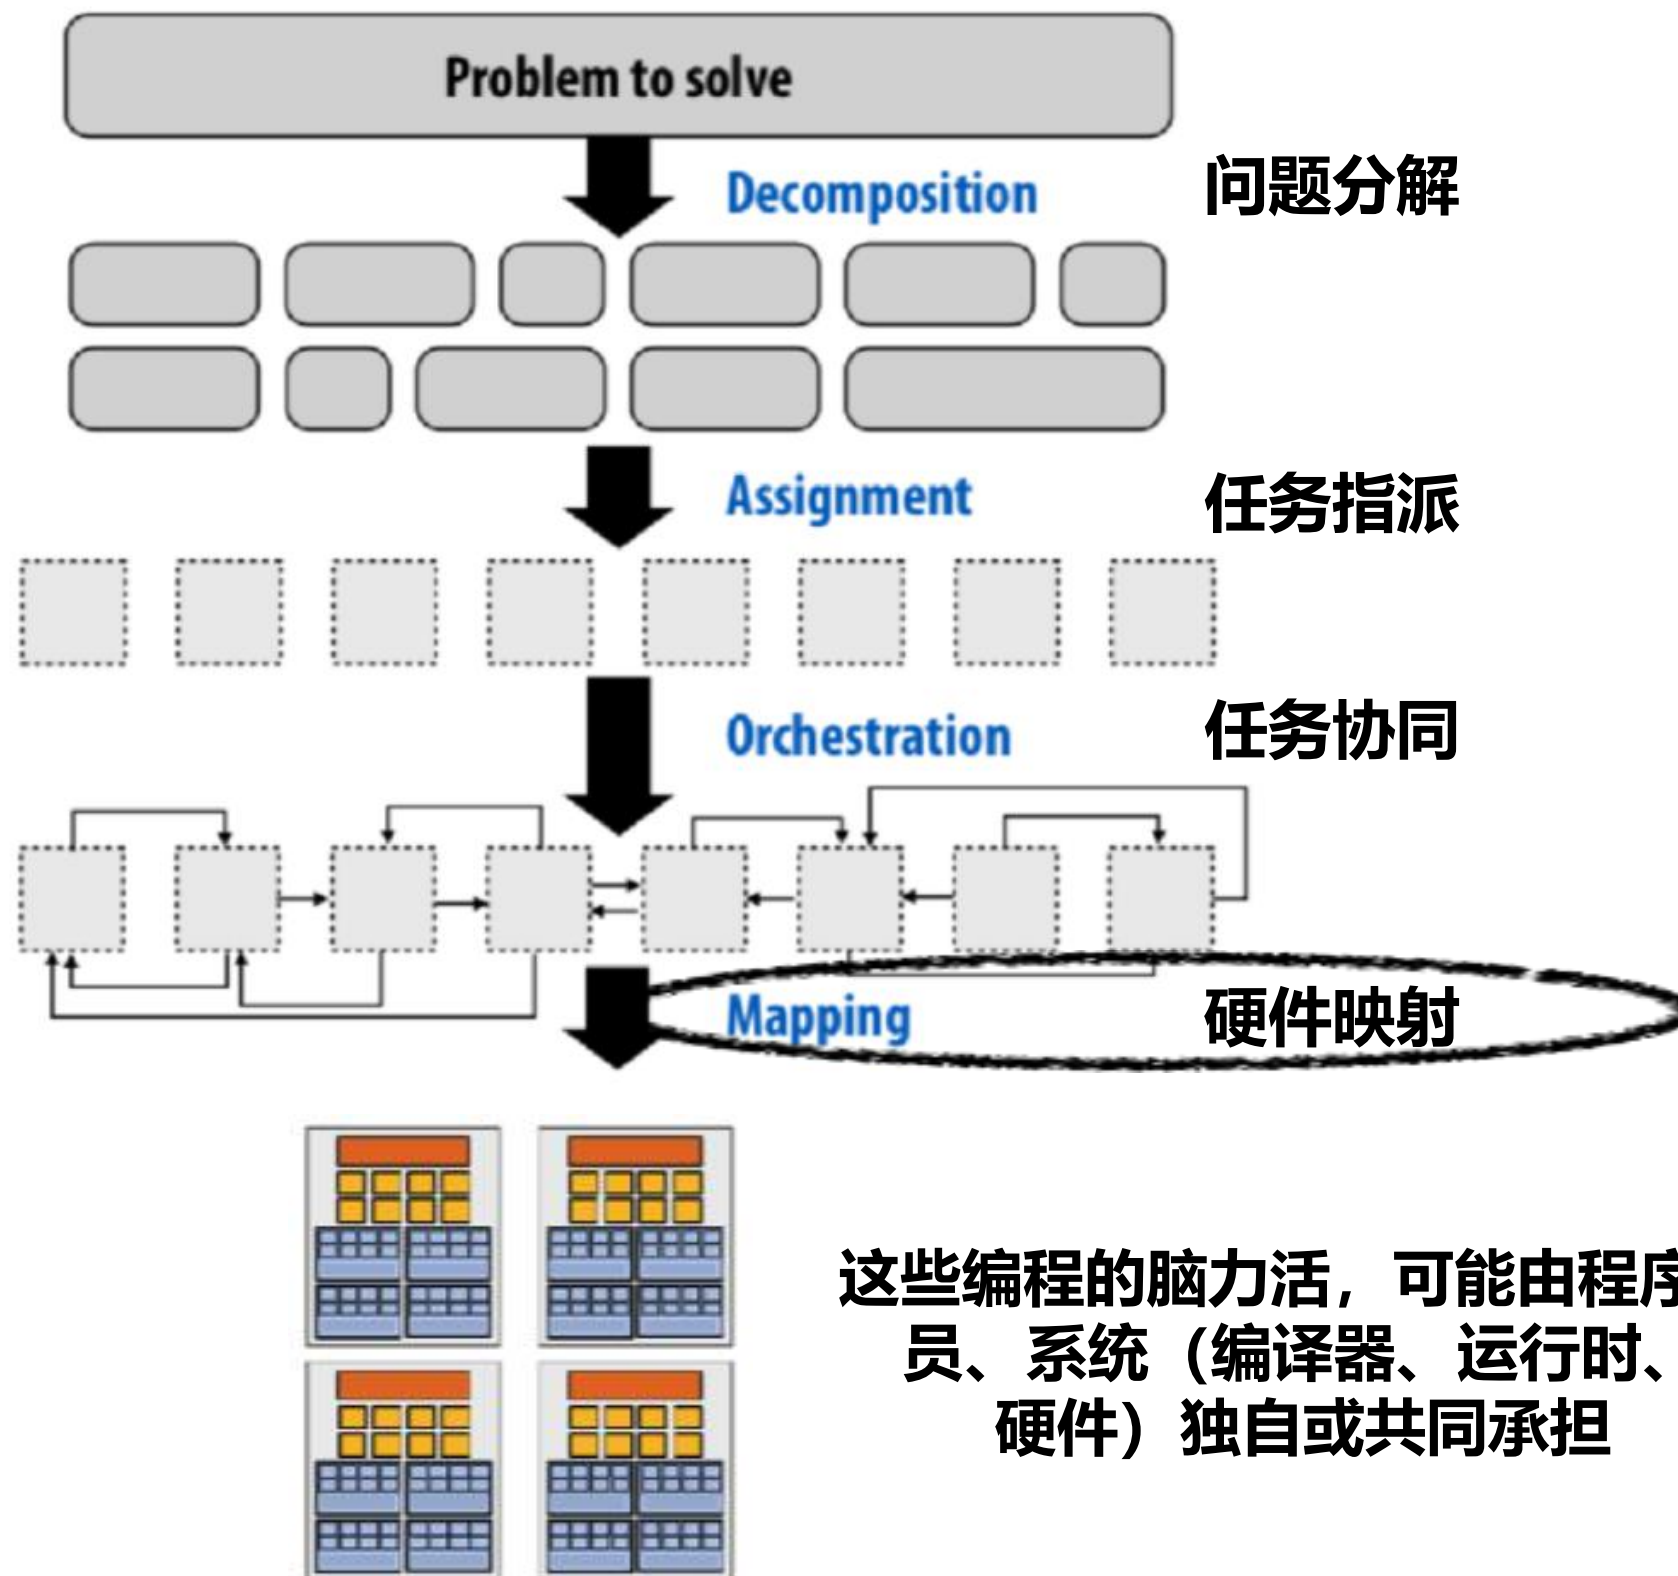 Problem to solve
Decomposition 问题分解
Assignment 任务指派
Orchestration 任务协同
Mapping 硬件映射
这些编程的脑力活，可能由程序
员、系统（编译器、运行时、
硬件）独自或共同承担